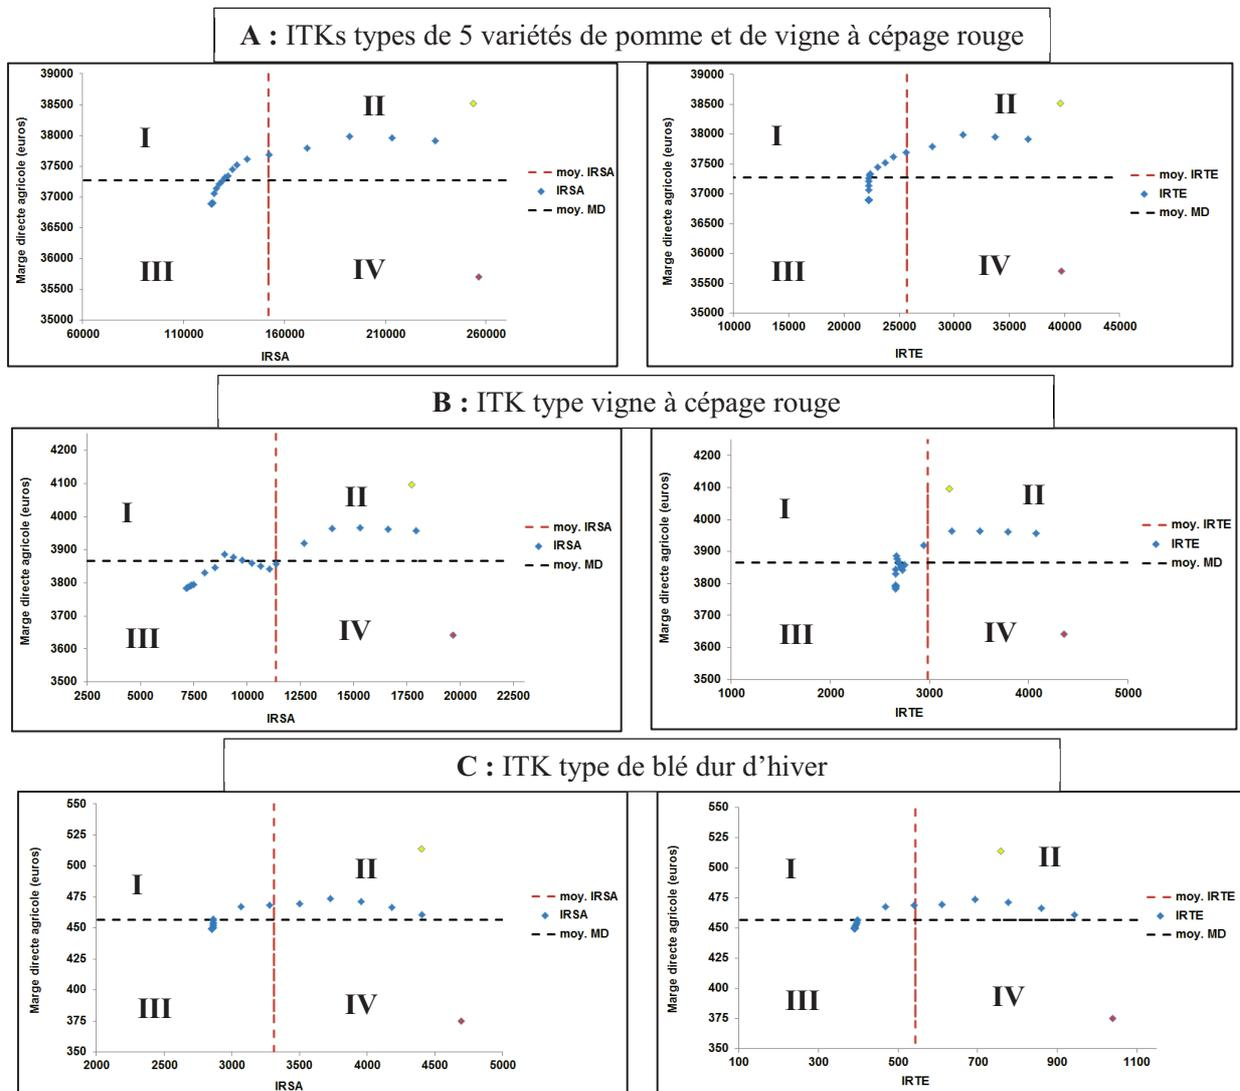 A : ITKs types de 5 variétés de pomme et de vigne à cépage rouge
Marge directe agricole (euros)
39000
38500
38000
37500
37000
36500
36000
35500
35000
I
II
III
IV
60000 110000 160000 210000 260000
IRSA
moy. IRSA
IRSA
moy. MD
Marge directe agricole (euros)
39000
38500
38000
37500
37000
36500
36000
35500
35000
I
II
III
IV
10000 15000 20000 25000 30000 35000 40000 45000
IRTE
moy. IRTE
IRTE
moy. MD
B : ITK type vigne à cépage rouge
Marge directe agricole (euros)
4200
4100
4000
3900
3800
3700
3600
3500
I
II
III
IV
2500 5000 7500 10000 12500 15000 17500 20000 22500
IRSA
moy. IRSA
IRSA
moy. MD
Marge directe agricole (euros)
4200
4100
4000
3900
3800
3700
3600
3500
I
II
III
IV
1000 2000 3000 4000 5000
IRTE
moy. IRTE
IRTE
moy. MD
C : ITK type de blé dur d’hiver
Marge directe agricole (euros)
550
525
500
475
450
425
400
375
350
I
II
III
IV
2000 2500 3000 3500 4000 4500 5000
IRSA
moy. IRSA
IRSA
moy. MD
Marge directe agricole (euros)
550
525
500
475
450
425
400
375
350
I
II
III
IV
100 300 500 700 900 1100
IRTE
moy. IRTE
IRTE
moy. MD